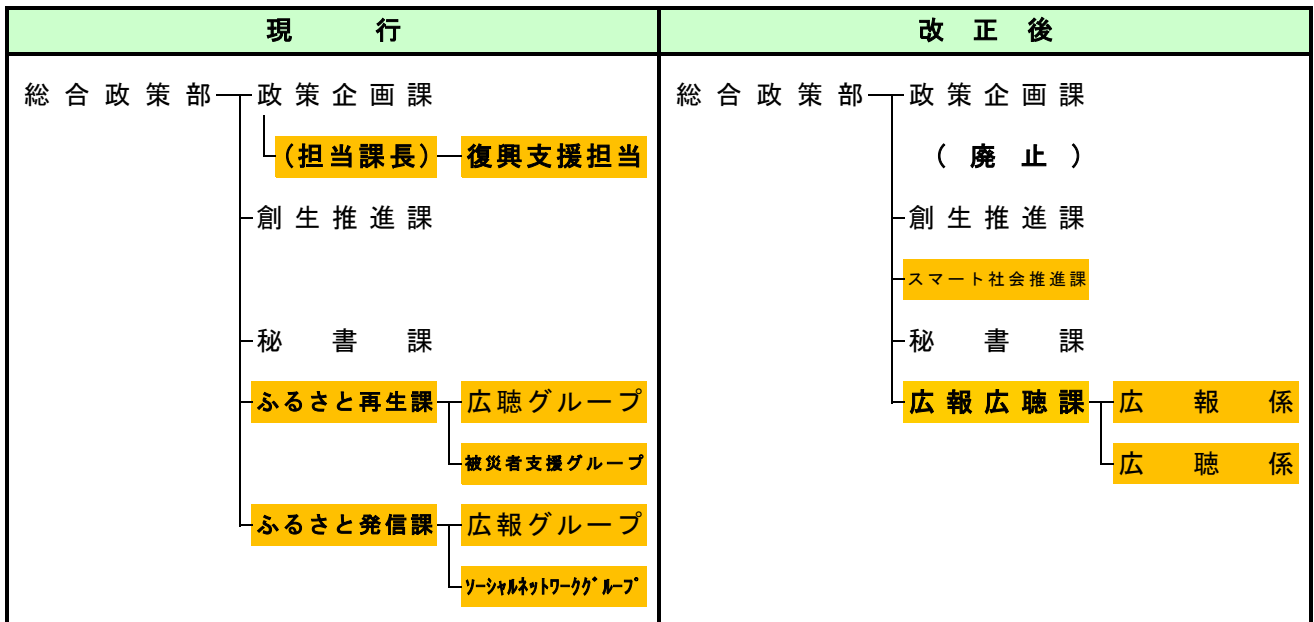 現行
総合政策部 政策企画課
(担当課長) 復興支援担当
創生推進課
秘書課
ふるさと再生課 広聴グループ
被災者支援グループ
ふるさと発信課 広報グループ
ｿｰｼｬﾙﾈｯﾄﾜｰｸｸﾞﾙｰﾌﾟ
改正後
総合政策部 政策企画課
(廃止)
創生推進課
スマート社会推進課
秘書課
広報広聴課 広報係
広聴係